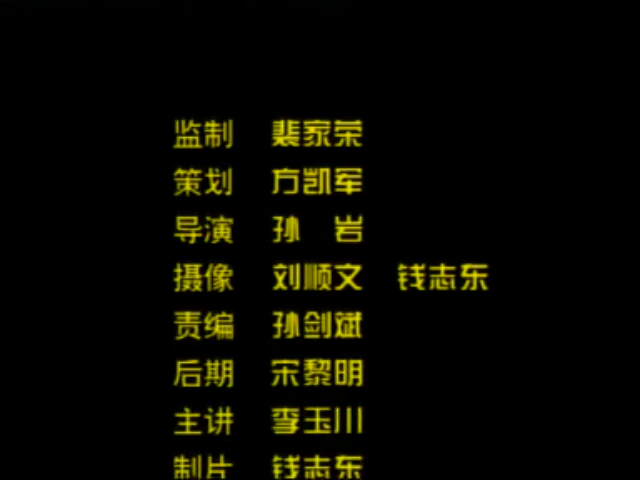 监制 裴家荣
策划 方凯军
导演 孙 岩
摄像 刘顺文 钱志东
责编 孙剑斌
后期 宋黎明
主讲 李玉川
制片 钱志东